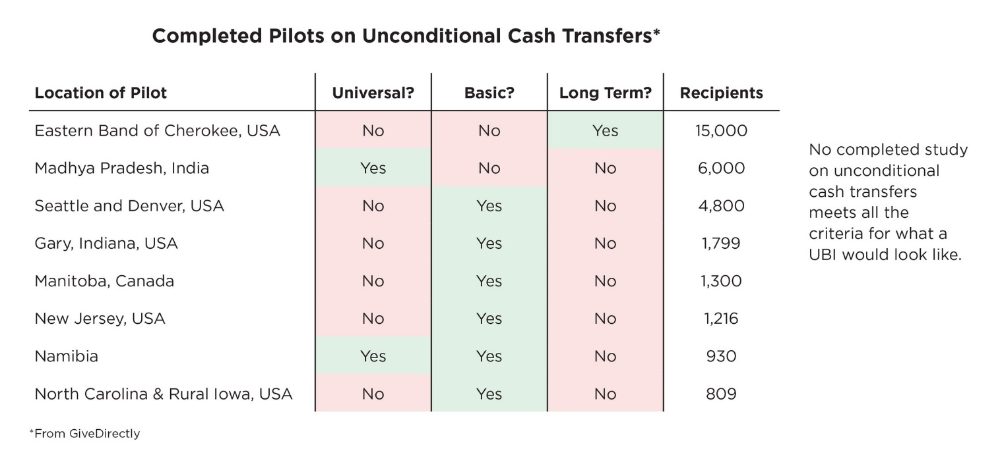 Completed Pilots on Unconditional Cash Transfers*
Location of Pilot Universal? Basic? Long Term? Recipients
Eastern Band of Cherokee, USA No No Yes 15,000
Madhya Pradesh, India Yes No No 6,000
Seattle and Denver, USA No Yes No 4,800
Gary, Indiana, USA No Yes No 1,799
Manitoba, Canada No Yes No 1,300
New Jersey, USA No Yes No 1,216
Namibia Yes Yes No 930
North Carolina & Rural Iowa, USA No Yes No 809
No completed study
on unconditional
cash transfers
meets all the
criteria for what a
UBI would look like.
*From GiveDirectly